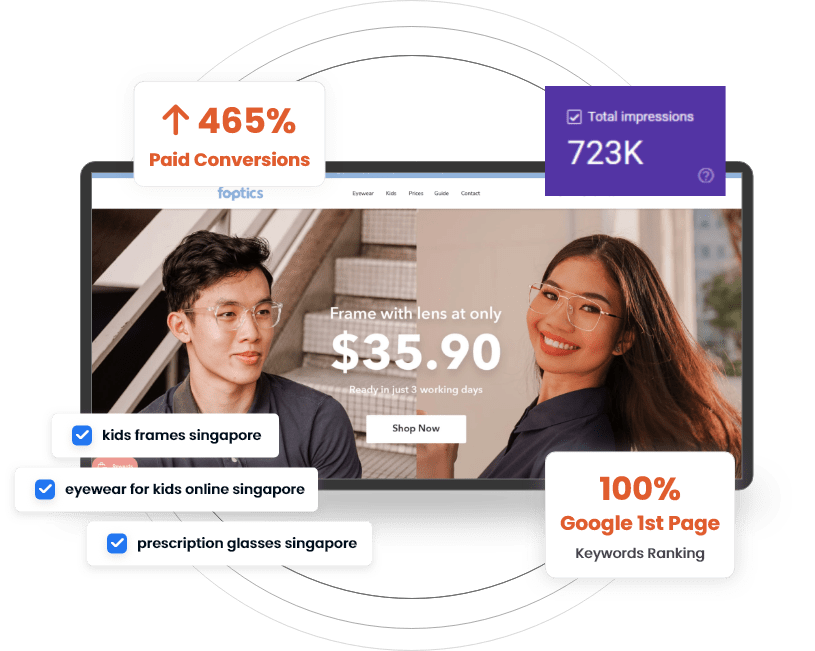 ↑ 465%
Paid Conversions
Total impressions
723K
foptics
Eyewear Kids Prices Guide Contact
Frame with lens at only
$35.90
Ready in just 3 working days
Shop Now
kids frames singapore
eyewear for kids online singapore
prescription glasses singapore
100%
Google 1st Page
Keywords Ranking